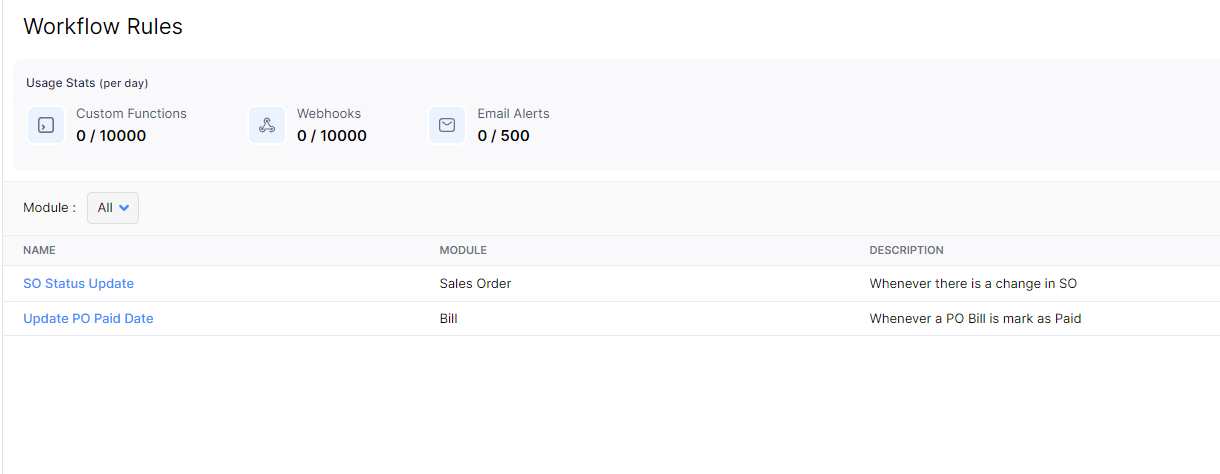 Workflow Rules
Usage Stats (per day)
Custom Functions
0 / 10000
Webhooks
0 / 10000
Email Alerts
0 / 500
Module : All
NAME MODULE DESCRIPTION
SO Status Update Sales Order Whenever there is a change in SO
Update PO Paid Date Bill Whenever a PO Bill is mark as Paid